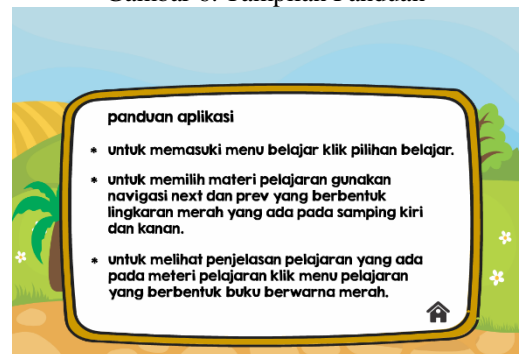 Gambar 6. Tampilan Panduan
panduan aplikasi
* untuk memasuki menu belajar klik pilihan belajar.
* untuk memilih materi pelajaran gunakan
navigasi next dan prev yang berbentuk
lingkaran merah yang ada pada samping kiri
dan kanan.
* untuk melihat penjelasan pelajaran yang ada
pada meteri pelajaran klik menu pelajaran
yang berbentuk buku berwarna merah.